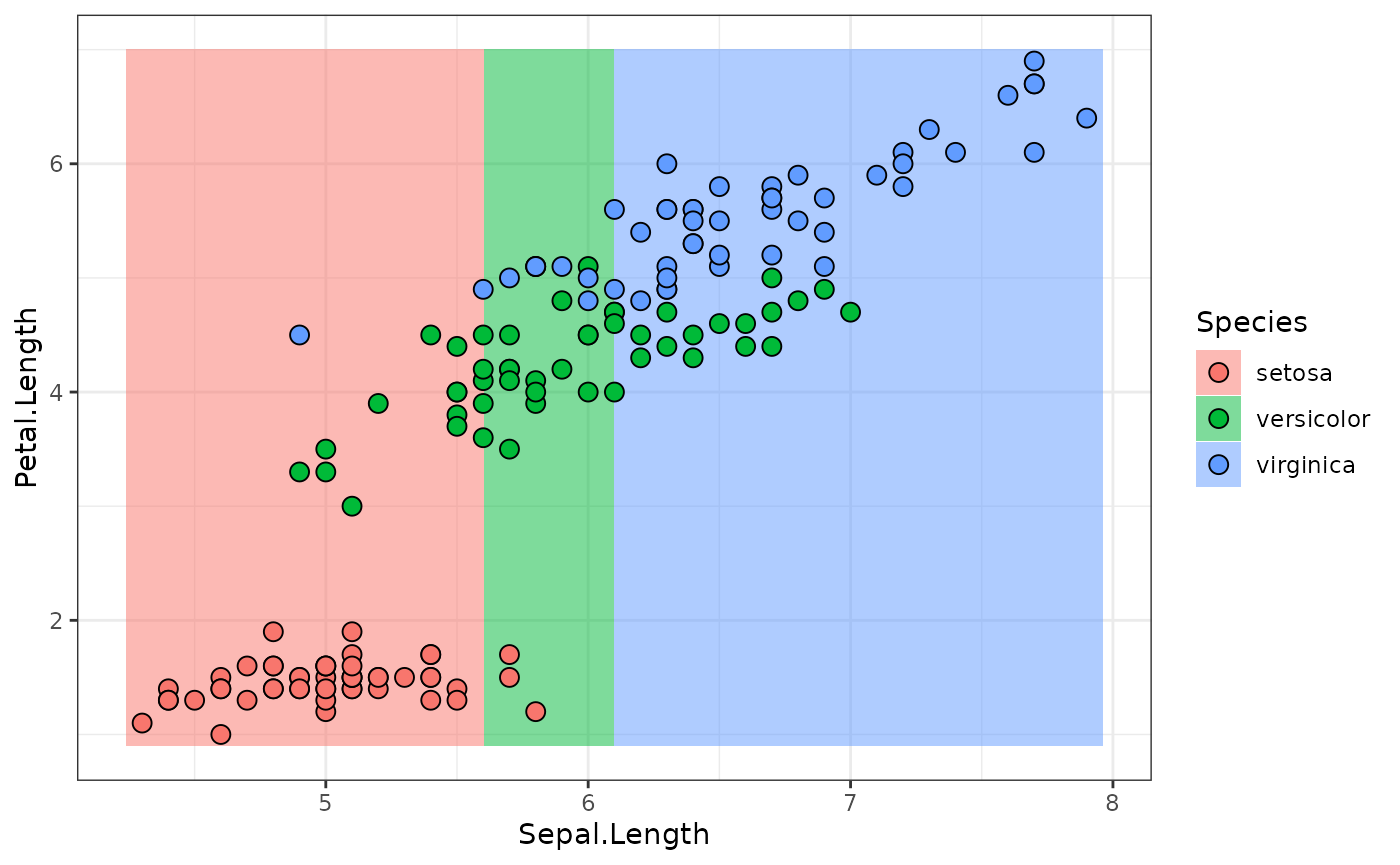 6
4
2
5 6 7 8
Sepal.Length
Petal.Length
Species
setosa
versicolor
virginica